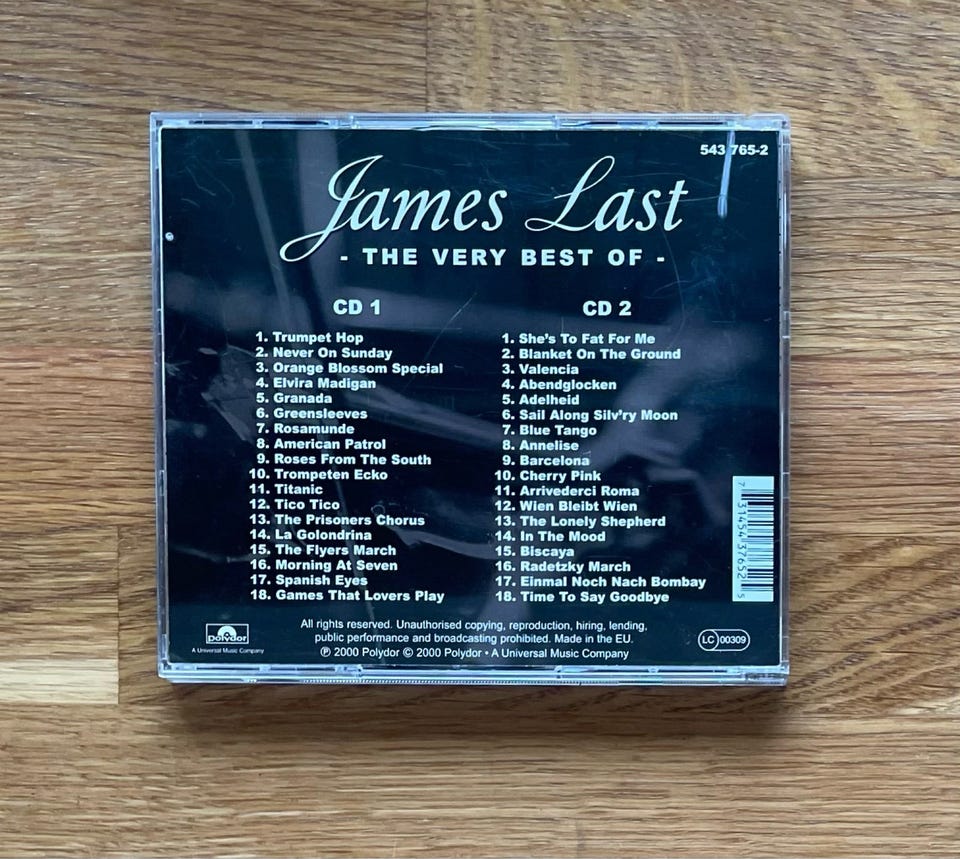 543 765-2
James Last
- THE VERY BEST OF -
CD 1
1. Trumpet Hop
2. Never On Sunday
3. Orange Blossom Special
4. Elvira Madigan
5. Granada
6. Greensleeves
7. Rosamunde
8. American Patrol
9. Roses From The South
10. Trompeten Ecko
11. Titanic
12. Tico Tico
13. The Prisoners Chorus
14. La Golondrina
15. The Flyers March
16. Morning At Seven
17. Spanish Eyes
18. Games That Lovers Play
CD 2
1. She's To Fat For Me
2. Blanket On The Ground
3. Valencia
4. Abendglocken
5. Adelheid
6. Sail Along Silv'ry Moon
7. Blue Tango
8. Annelise
9. Barcelona
10. Cherry Pink
11. Arrivederci Roma
12. Wien Bleibt Wien
13. The Lonely Shepherd
14. In The Mood
15. Biscaya
16. Radetzky March
17. Einmal Noch Nach Bombay
18. Time To Say Goodbye
7 31454 37652 5
Polydor
A Universal Music Company
All rights reserved. Unauthorised copying, reproduction, hiring, lending,
public performance and broadcasting prohibited. Made in the EU.
℗ 2000 Polydor © 2000 Polydor • A Universal Music Company
LC 00309